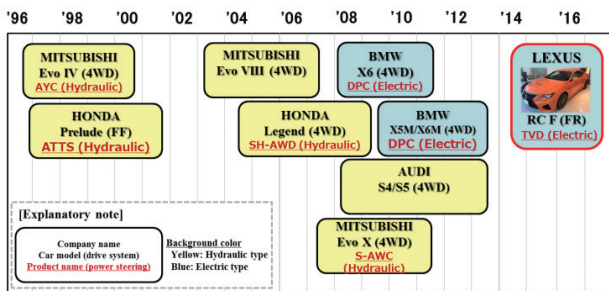 '96 '98 '00 '02 '04 '06 '08 '10 '12 '14 '16
MITSUBISHI
Evo IV (4WD)
AYC (Hydraulic)
MITSUBISHI
Evo VIII (4WD)
BMW
X6 (4WD)
DPC (Electric)
LEXUS
RC F (FR)
TVD (Electric)
HONDA
Prelude (FF)
ATTS (Hydraulic)
HONDA
Legend (4WD)
SH-AWD (Hydraulic)
BMW
X5M/X6M (4WD)
DPC (Electric)
AUDI
S4/S5 (4WD)
MITSUBISHI
Evo X (4WD)
S-AWC
(Hydraulic)
[Explanatory note]
Company name
Car model (drive system)
Product name (power steering)
Background color
Yellow: Hydraulic type
Blue: Electric type